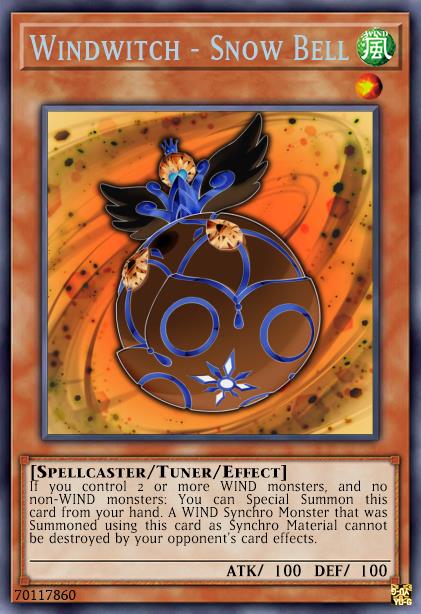 WINDWITCH - SNOW BELL
WIND
風
[SPELLCASTER/TUNER/EFFECT]
If you control 2 or more WIND monsters, and no
non-WIND monsters: You can Special Summon this
card from your hand. A WIND Synchro Monster that was
Summoned using this card as Synchro Material cannot
be destroyed by your opponent's card effects.
ATK/ 100 DEF/ 100
70117860